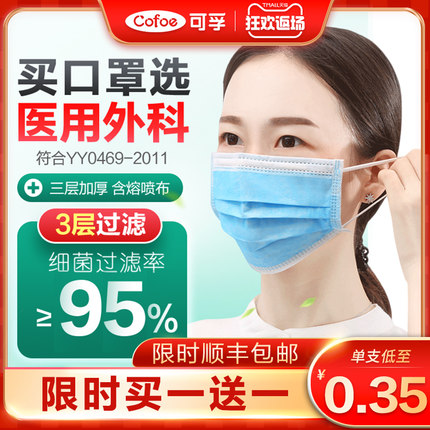 Cofoe 可孚
TMALL天猫
狂欢返场
买口罩选
医用外科
符合YY0469-2011
三层加厚 含熔喷布
3层过滤
细菌过滤率
≥95%
限时顺丰包邮
单支低至
限时买一送一
¥0.35